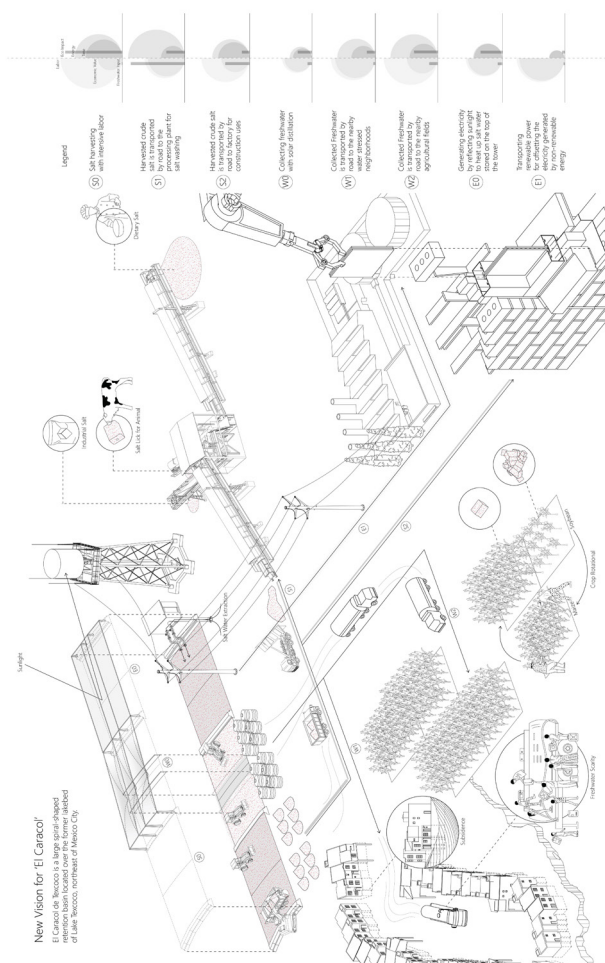 New Vision for 'El Caracol'
El Caracol de Texcoco is a large spiral-shaped
retention basin located over the former lakebed
of Lake Texcoco, northeast of Mexico City.
Sunlight
Industrial Salt
Salt Lick for Animal
Dietary Salt
Salt Water Extraction
Subsidence
Freshwater Scarity
Crop Rotational
Legend
S0
Salt harvesting
with intensive labor
S1
Harvested crude
salt is transported
by road to the
processing plant for
salt washing
S2
Harvested crude salt
is transported by
road to factory for
construction uses
W0
Collecting freshwater
with solar distillation
W1
Collected Freshwater
is transported by
road to the nearby
water stressed
neighborhoods
W2
Collected Freshwater
is transported by
road to the nearby
agricultural fields
E0
Generating electricity
by reflecting sunlight
to heat up salt water
stored on the top of
the tower
E1
Transporting
renewable power
for offsetting the
elecricity generated
by non-renewable
energy